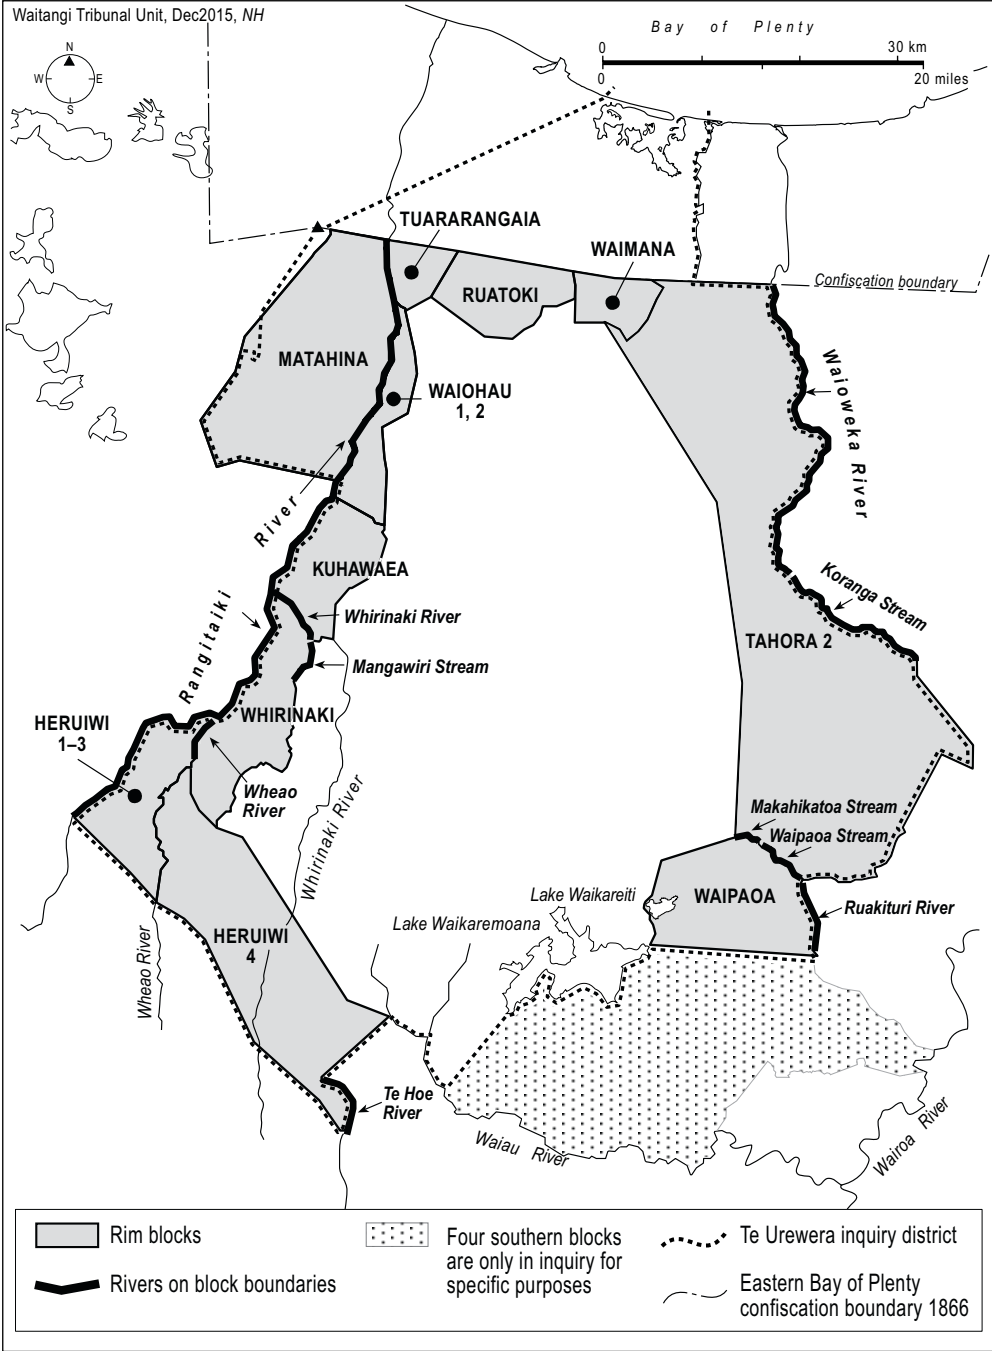 Waitangi Tribunal Unit, Dec2015, NH
Bay of Plenty
N
W
E
S
0
30 km
0
20 miles
TUARARANGAIA
WAIMANA
RUATOKI
Confiscation boundary
MATAHINA
WAIOHAU
1, 2
Waioweka River
River
KUHAWAEA
Koranga Stream
Rangitaiki
Whirinaki River
TAHORA 2
Mangawiri Stream
HERUIWI
1–3
WHIRINAKI
Wheao
River
Whirinaki River
Makahikatoa Stream
Waipaoa Stream
WAIPAOA
Lake Waikareiti
Ruakituri River
Lake Waikaremoana
HERUIWI
4
Wheao River
Te Hoe
River
Waiau River
Wairoa River
Rim blocks
Rivers on block boundaries
Four southern blocks
are only in inquiry for
specific purposes
Te Urewera inquiry district
Eastern Bay of Plenty
confiscation boundary 1866